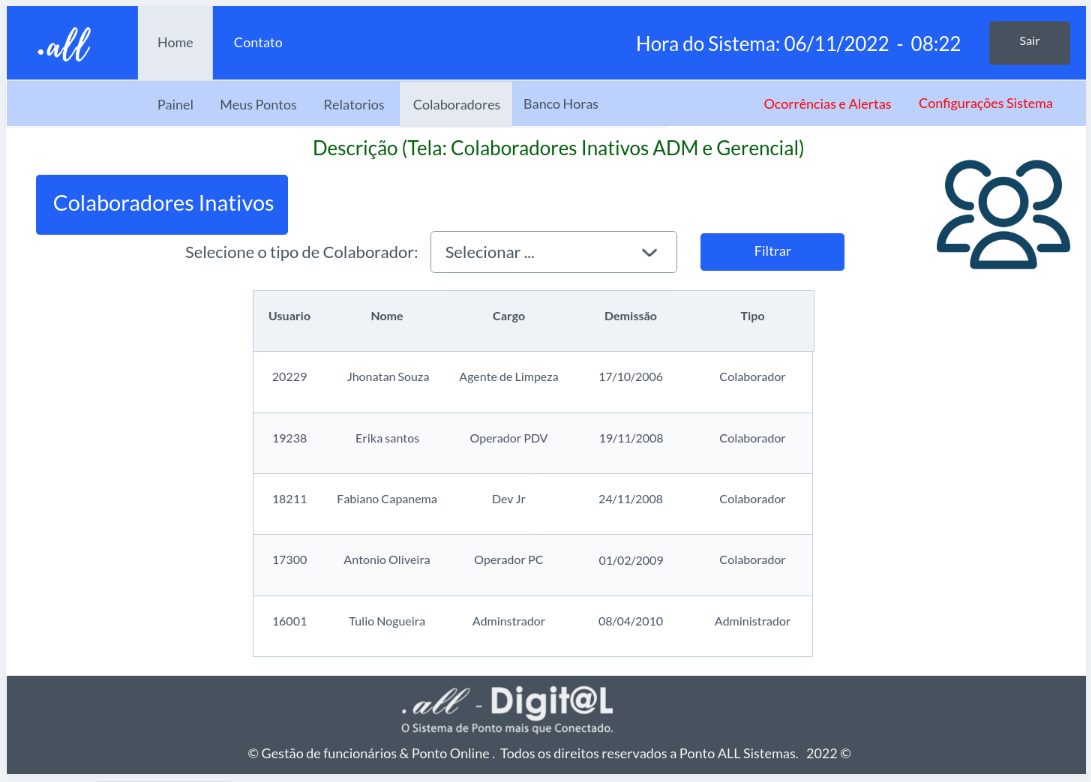 .all Home Contato Hora do Sistema: 06/11/2022 - 08:22 Sair
Painel Meus Pontos Relatorios Colaboradores Banco Horas Ocorrências e Alertas Configurações Sistema
Descrição (Tela: Colaboradores Inativos ADM e Gerencial)
Colaboradores Inativos
Selecione o tipo de Colaborador: Selecionar ... Filtrar
Usuario Nome Cargo Demissão Tipo
20229 Jhonatan Souza Agente de Limpeza 17/10/2006 Colaborador
19238 Erika santos Operador PDV 19/11/2008 Colaborador
18211 Fabiano Capanema Dev Jr 24/11/2008 Colaborador
17300 Antonio Oliveira Operador PC 01/02/2009 Colaborador
16001 Tulio Nogueira Adminstrador 08/04/2010 Administrador
.all - Digit@L
O Sistema de Ponto mais que Conectado.
© Gestão de funcionários & Ponto Online . Todos os direitos reservados a Ponto ALL Sistemas. 2022 ©